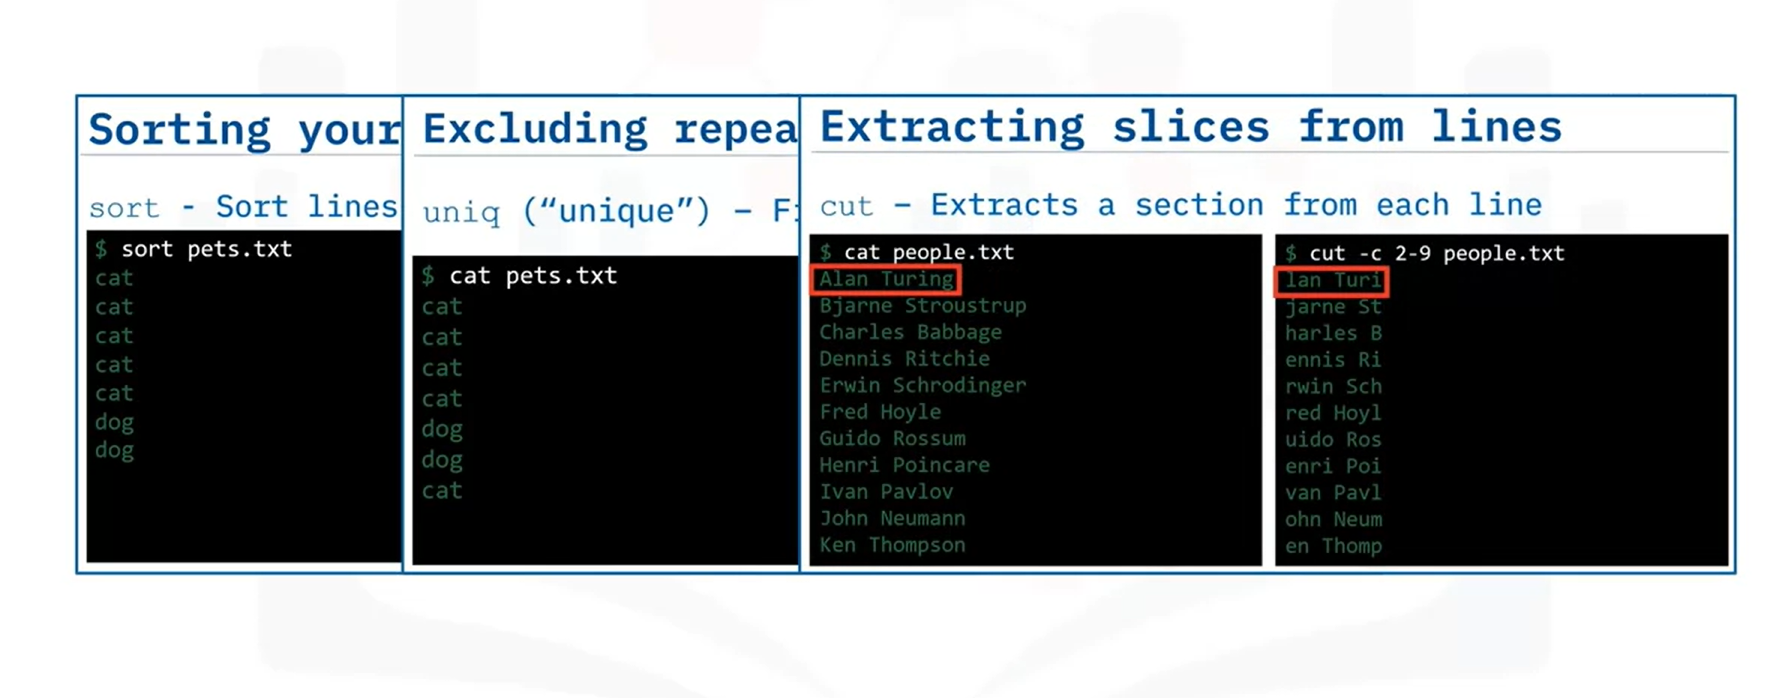 Sorting your
sort - Sort lines
$ sort pets.txt
cat
cat
cat
cat
cat
dog
dog
Excluding repea
uniq (“unique”) – Fi
$ cat pets.txt
cat
cat
cat
cat
dog
dog
cat
Extracting slices from lines
cut – Extracts a section from each line
$ cat people.txt
Alan Turing
Bjarne Stroustrup
Charles Babbage
Dennis Ritchie
Erwin Schrodinger
Fred Hoyle
Guido Rossum
Henri Poincare
Ivan Pavlov
John Neumann
Ken Thompson
$ cut -c 2-9 people.txt
lan Turi
jarne St
harles B
ennis Ri
rwin Sch
red Hoyl
uido Ros
enri Poi
van Pavl
ohn Neum
en Thomp